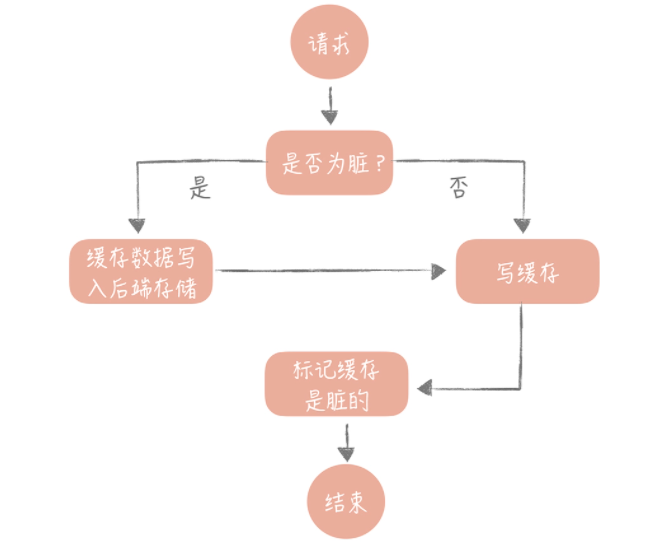 请求
是否为脏？
是
否
缓存数据写
入后端存储
写缓存
标记缓存
是脏的
结束